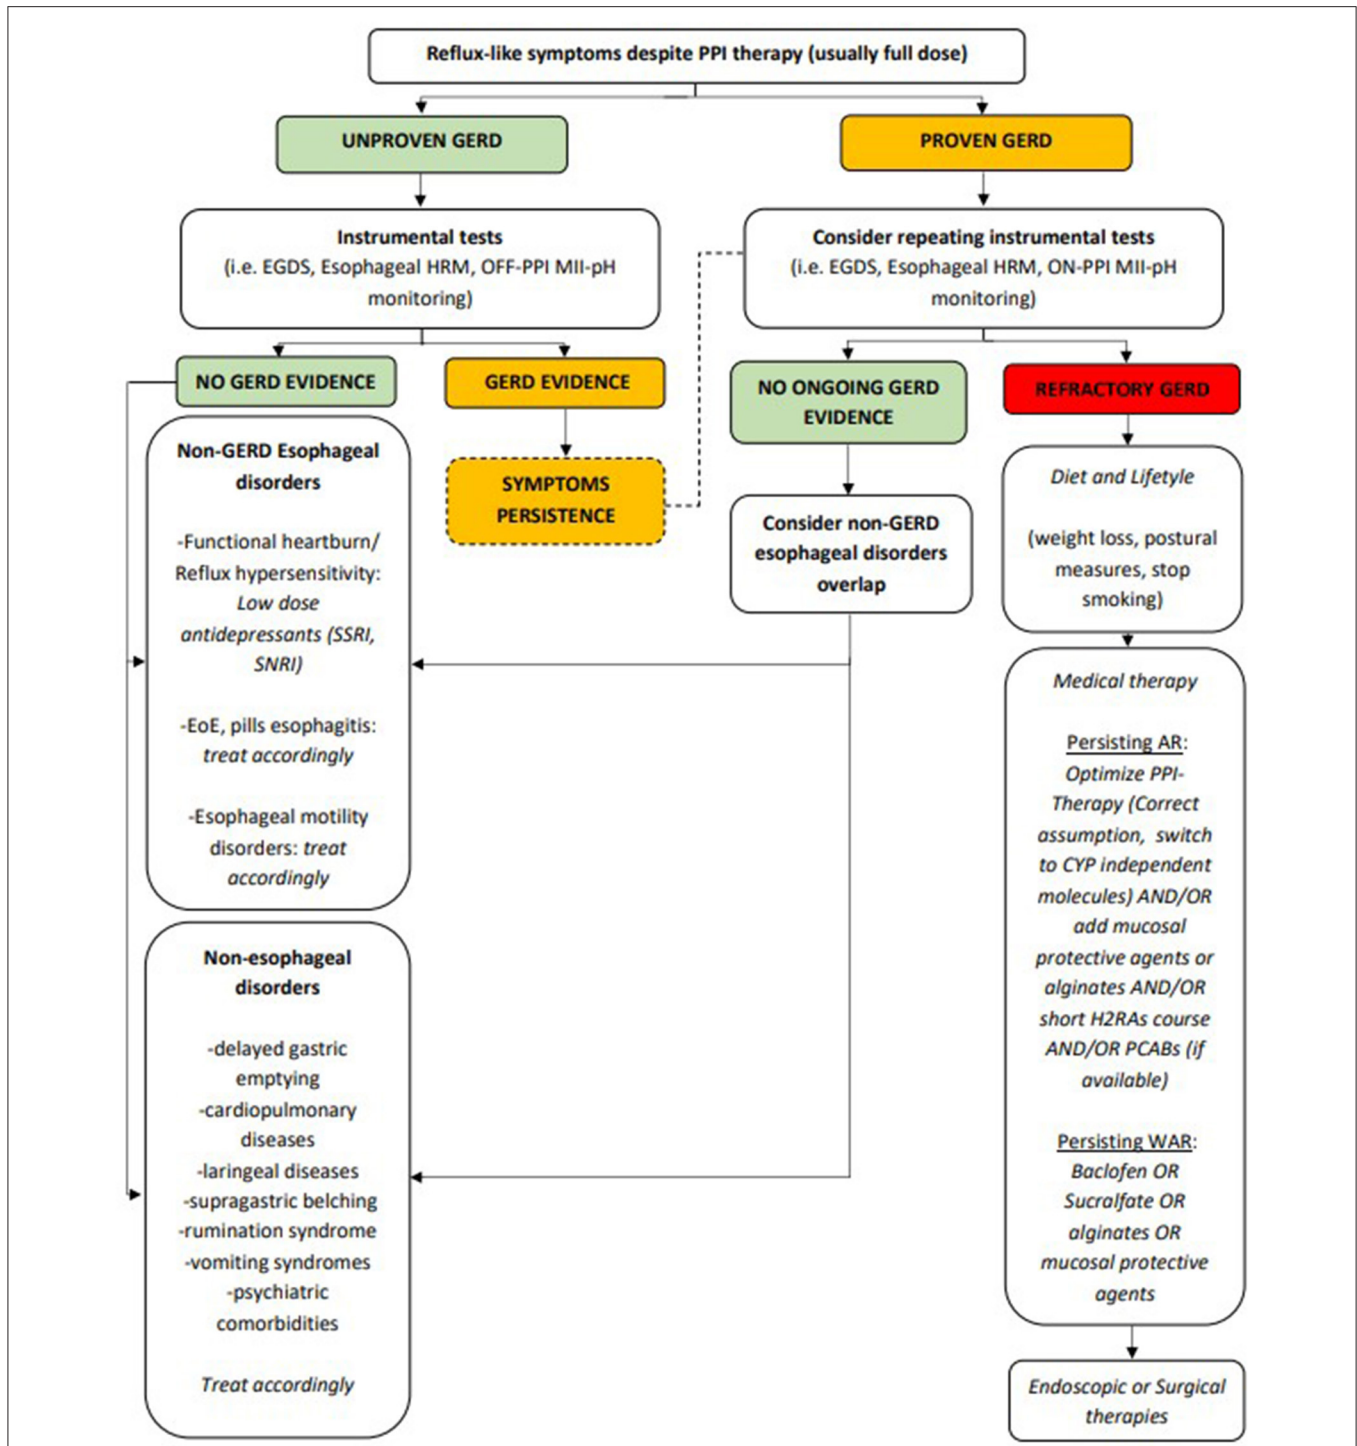 Reflux-like symptoms despite PPI therapy (usually full dose)
UNPROVEN GERD
PROVEN GERD
Instrumental tests
(i.e. EGDS, Esophageal HRM, OFF-PPI MII-pH
monitoring)
Consider repeating instrumental tests
(i.e. EGDS, Esophageal HRM, ON-PPI MII-pH
monitoring)
NO GERD EVIDENCE
GERD EVIDENCE
NO ONGOING GERD
EVIDENCE
REFRACTORY GERD
Non-GERD Esophageal
disorders
-Functional heartburn/
Reflux hypersensitivity:
Low dose
antidepressants (SSRI,
SNRI)
-EoE, pills esophagitis:
treat accordingly
-Esophageal motility
disorders: treat
accordingly
SYMPTOMS
PERSISTENCE
Consider non-GERD
esophageal disorders
overlap
Diet and Lifetyle
(weight loss, postural
measures, stop
smoking)
Medical therapy
Persisting AR:
Optimize PPI-
Therapy (Correct
assumption, switch
to CYP independent
molecules) AND/OR
add mucosal
protective agents or
alginates AND/OR
short H2RAs course
AND/OR PCABs (if
available)
Persisting WAR:
Baclofen OR
Sucralfate OR
alginates OR
mucosal protective
agents
Non-esophageal
disorders
-delayed gastric
emptying
-cardiopulmonary
diseases
-laringeal diseases
-supragastric belching
-rumination syndrome
-vomiting syndromes
-psychiatric
comorbidities
Treat accordingly
Endoscopic or Surgical
therapies